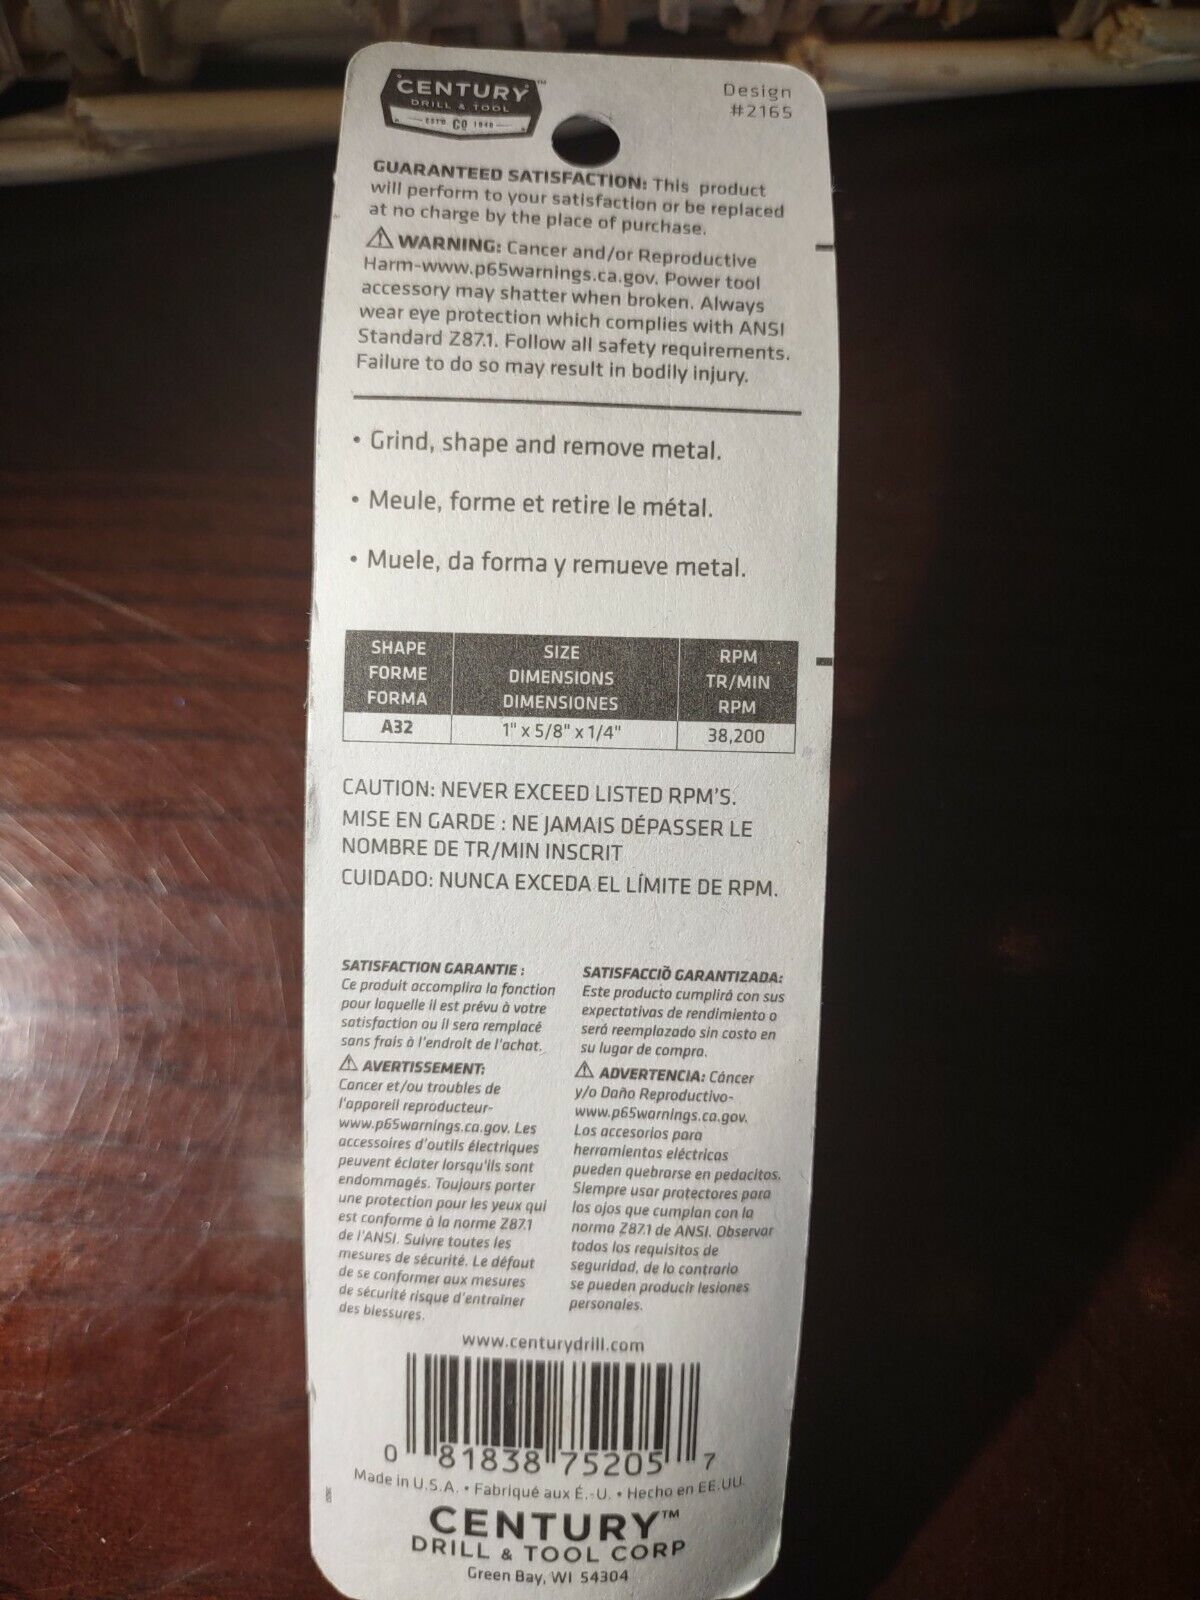 CENTURY™
DRILL & TOOL
ESTD CO 1946
Design
#2165
GUARANTEED SATISFACTION: This product
will perform to your satisfaction or be replaced
at no charge by the place of purchase.
⚠ WARNING: Cancer and/or Reproductive
Harm-www.p65warnings.ca.gov. Power tool
accessory may shatter when broken. Always
wear eye protection which complies with ANSI
Standard Z87.1. Follow all safety requirements.
Failure to do so may result in bodily injury.
• Grind, shape and remove metal.
• Meule, forme et retire le métal.
• Muele, da forma y remueve metal.
SHAPE SIZE RPM
FORME DIMENSIONS TR/MIN
FORMA DIMENSIONES RPM
A32 1" x 5/8" x 1/4" 38,200
CAUTION: NEVER EXCEED LISTED RPM'S.
MISE EN GARDE : NE JAMAIS DÉPASSER LE
NOMBRE DE TR/MIN INSCRIT
CUIDADO: NUNCA EXCEDA EL LÍMITE DE RPM.
SATISFACTION GARANTIE :
Ce produit accomplira la fonction
pour laquelle il est prévu à votre
satisfaction ou il sera remplacé
sans frais à l'endroit de l'achat.
⚠ AVERTISSEMENT:
Cancer et/ou troubles de
l'appareil reproducteur-
www.p65warnings.ca.gov. Les
accessoires d'outils électriques
peuvent éclater lorsqu'ils sont
endommagés. Toujours porter
une protection pour les yeux qui
est conforme à la norme Z87.1
de l'ANSI. Suivre toutes les
mesures de sécurité. Le défaut
de se conformer aux mesures
de sécurité risque d'entraîner
des blessures.
SATISFACCIÕ GARANTIZADA:
Este producto cumplirá con sus
expectativas de rendimiento o
será reemplazado sin costo en
su lugar de compra.
⚠ ADVERTENCIA: Cáncer
y/o Daño Reproductivo-
www.p65warnings.ca.gov.
Los accesorios para
herramientas eléctricas
pueden quebrarse en pedacitos.
Siempre usar protectores para
los ojos que cumplan con la
norma Z87.1 de ANSI. Observar
todos los requisitos de
seguridad, de lo contrario
se pueden producir lesiones
personales.
www.centurydrill.com
0 81838 75205 7
Made in U.S.A. • Fabriqué aux É.-U. • Hecho en EE.UU.
CENTURY™
DRILL & TOOL CORP
Green Bay, WI 54304